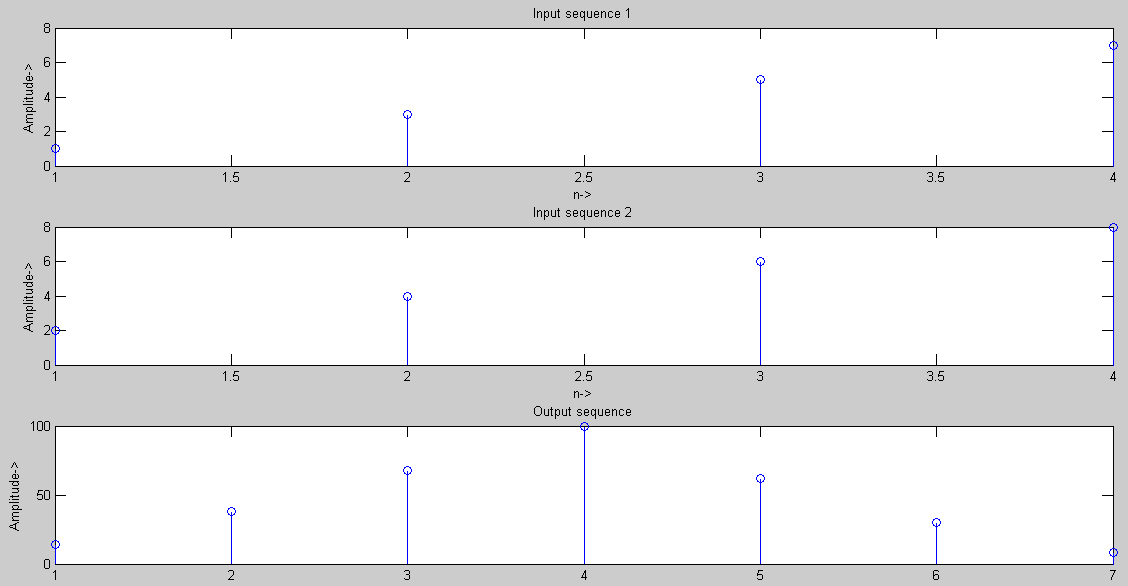 Input sequence 1
8
6
4
2
0
Amplitude->
1 1.5 2 2.5 3 3.5 4
n->
Input sequence 2
8
6
4
2
0
Amplitude->
1 1.5 2 2.5 3 3.5 4
n->
Output sequence
100
50
0
Amplitude->
1 2 3 4 5 6 7